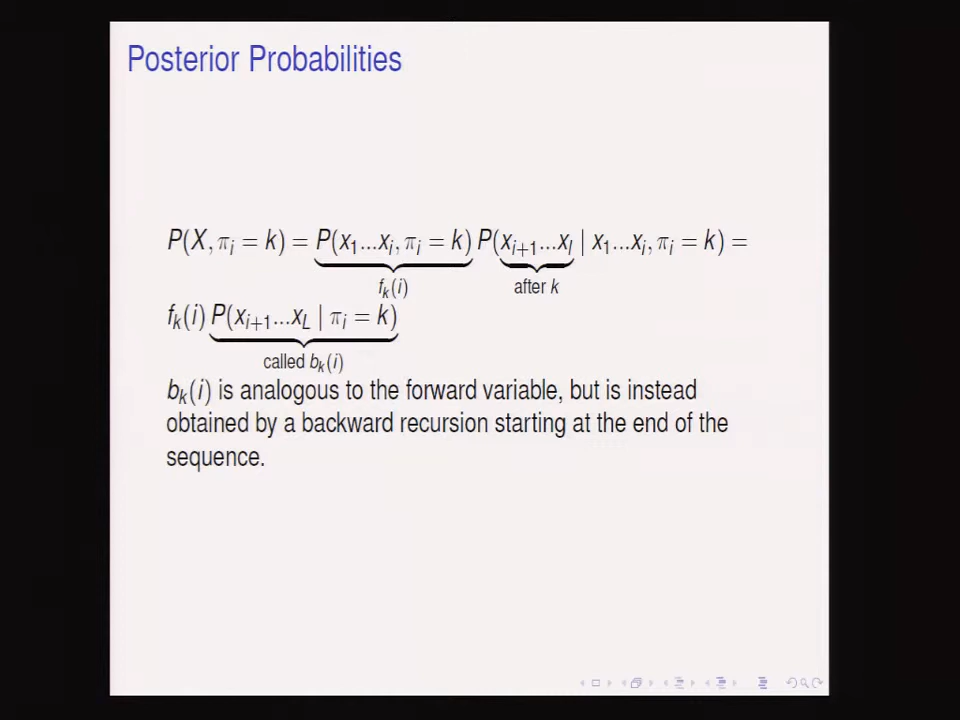 Posterior Probabilities
P(X, π_i = k) = P(x_1...x_i, π_i = k) P(x_{i+1}...x_l | x_1...x_i, π_i = k) =
f_k(i) after k
f_k(i) P(x_{i+1}...x_L | π_i = k)
called b_k(i)
b_k(i) is analogous to the forward variable, but is instead
obtained by a backward recursion starting at the end of the
sequence.